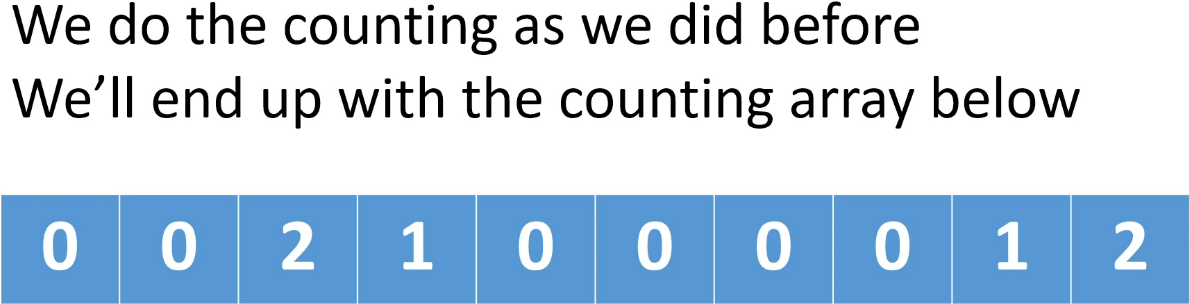 We do the counting as we did before
We’ll end up with the counting array below
0 0 2 1 0 0 0 0 1 2